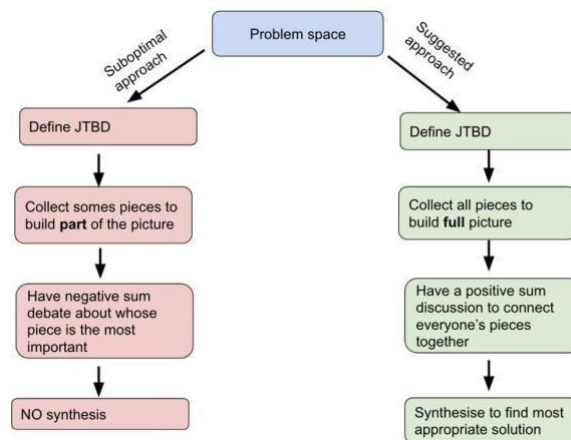 Problem space
Suboptimal
approach
Suggested
approach
Define JTBD
Collect somes pieces to
build part of the picture
Have negative sum
debate about whose
piece is the most
important
NO synthesis
Define JTBD
Collect all pieces to
build full picture
Have a positive sum
discussion to connect
everyone's pieces
together
Synthesise to find most
appropriate solution